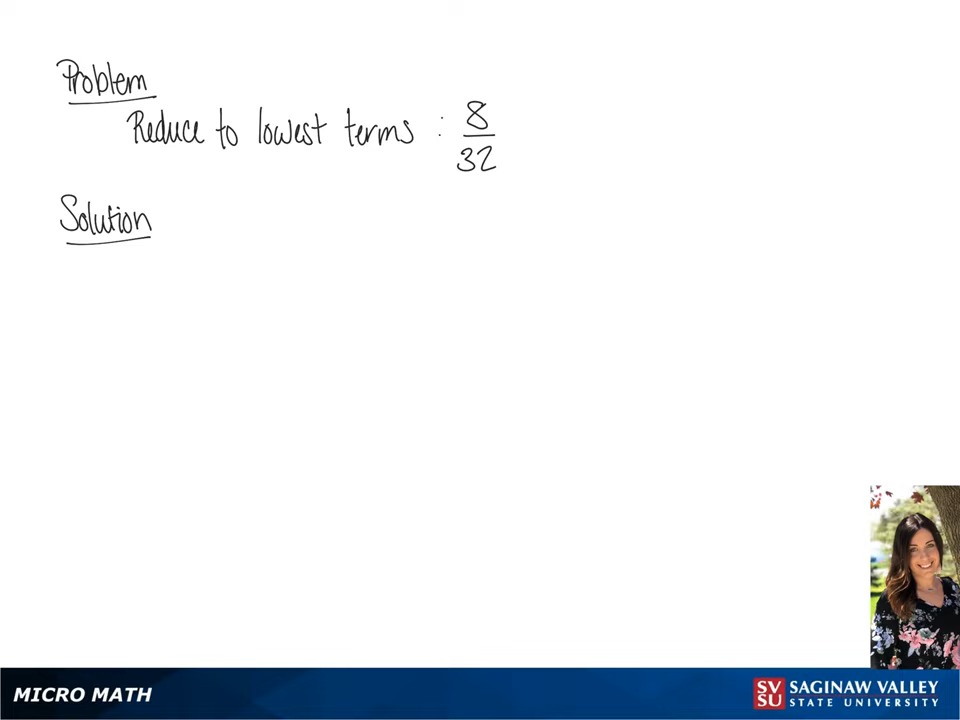 Problem
Reduce to lowest terms : 8/32
Solution
MICRO MATH
SV SU SAGINAW VALLEY STATE UNIVERSITY